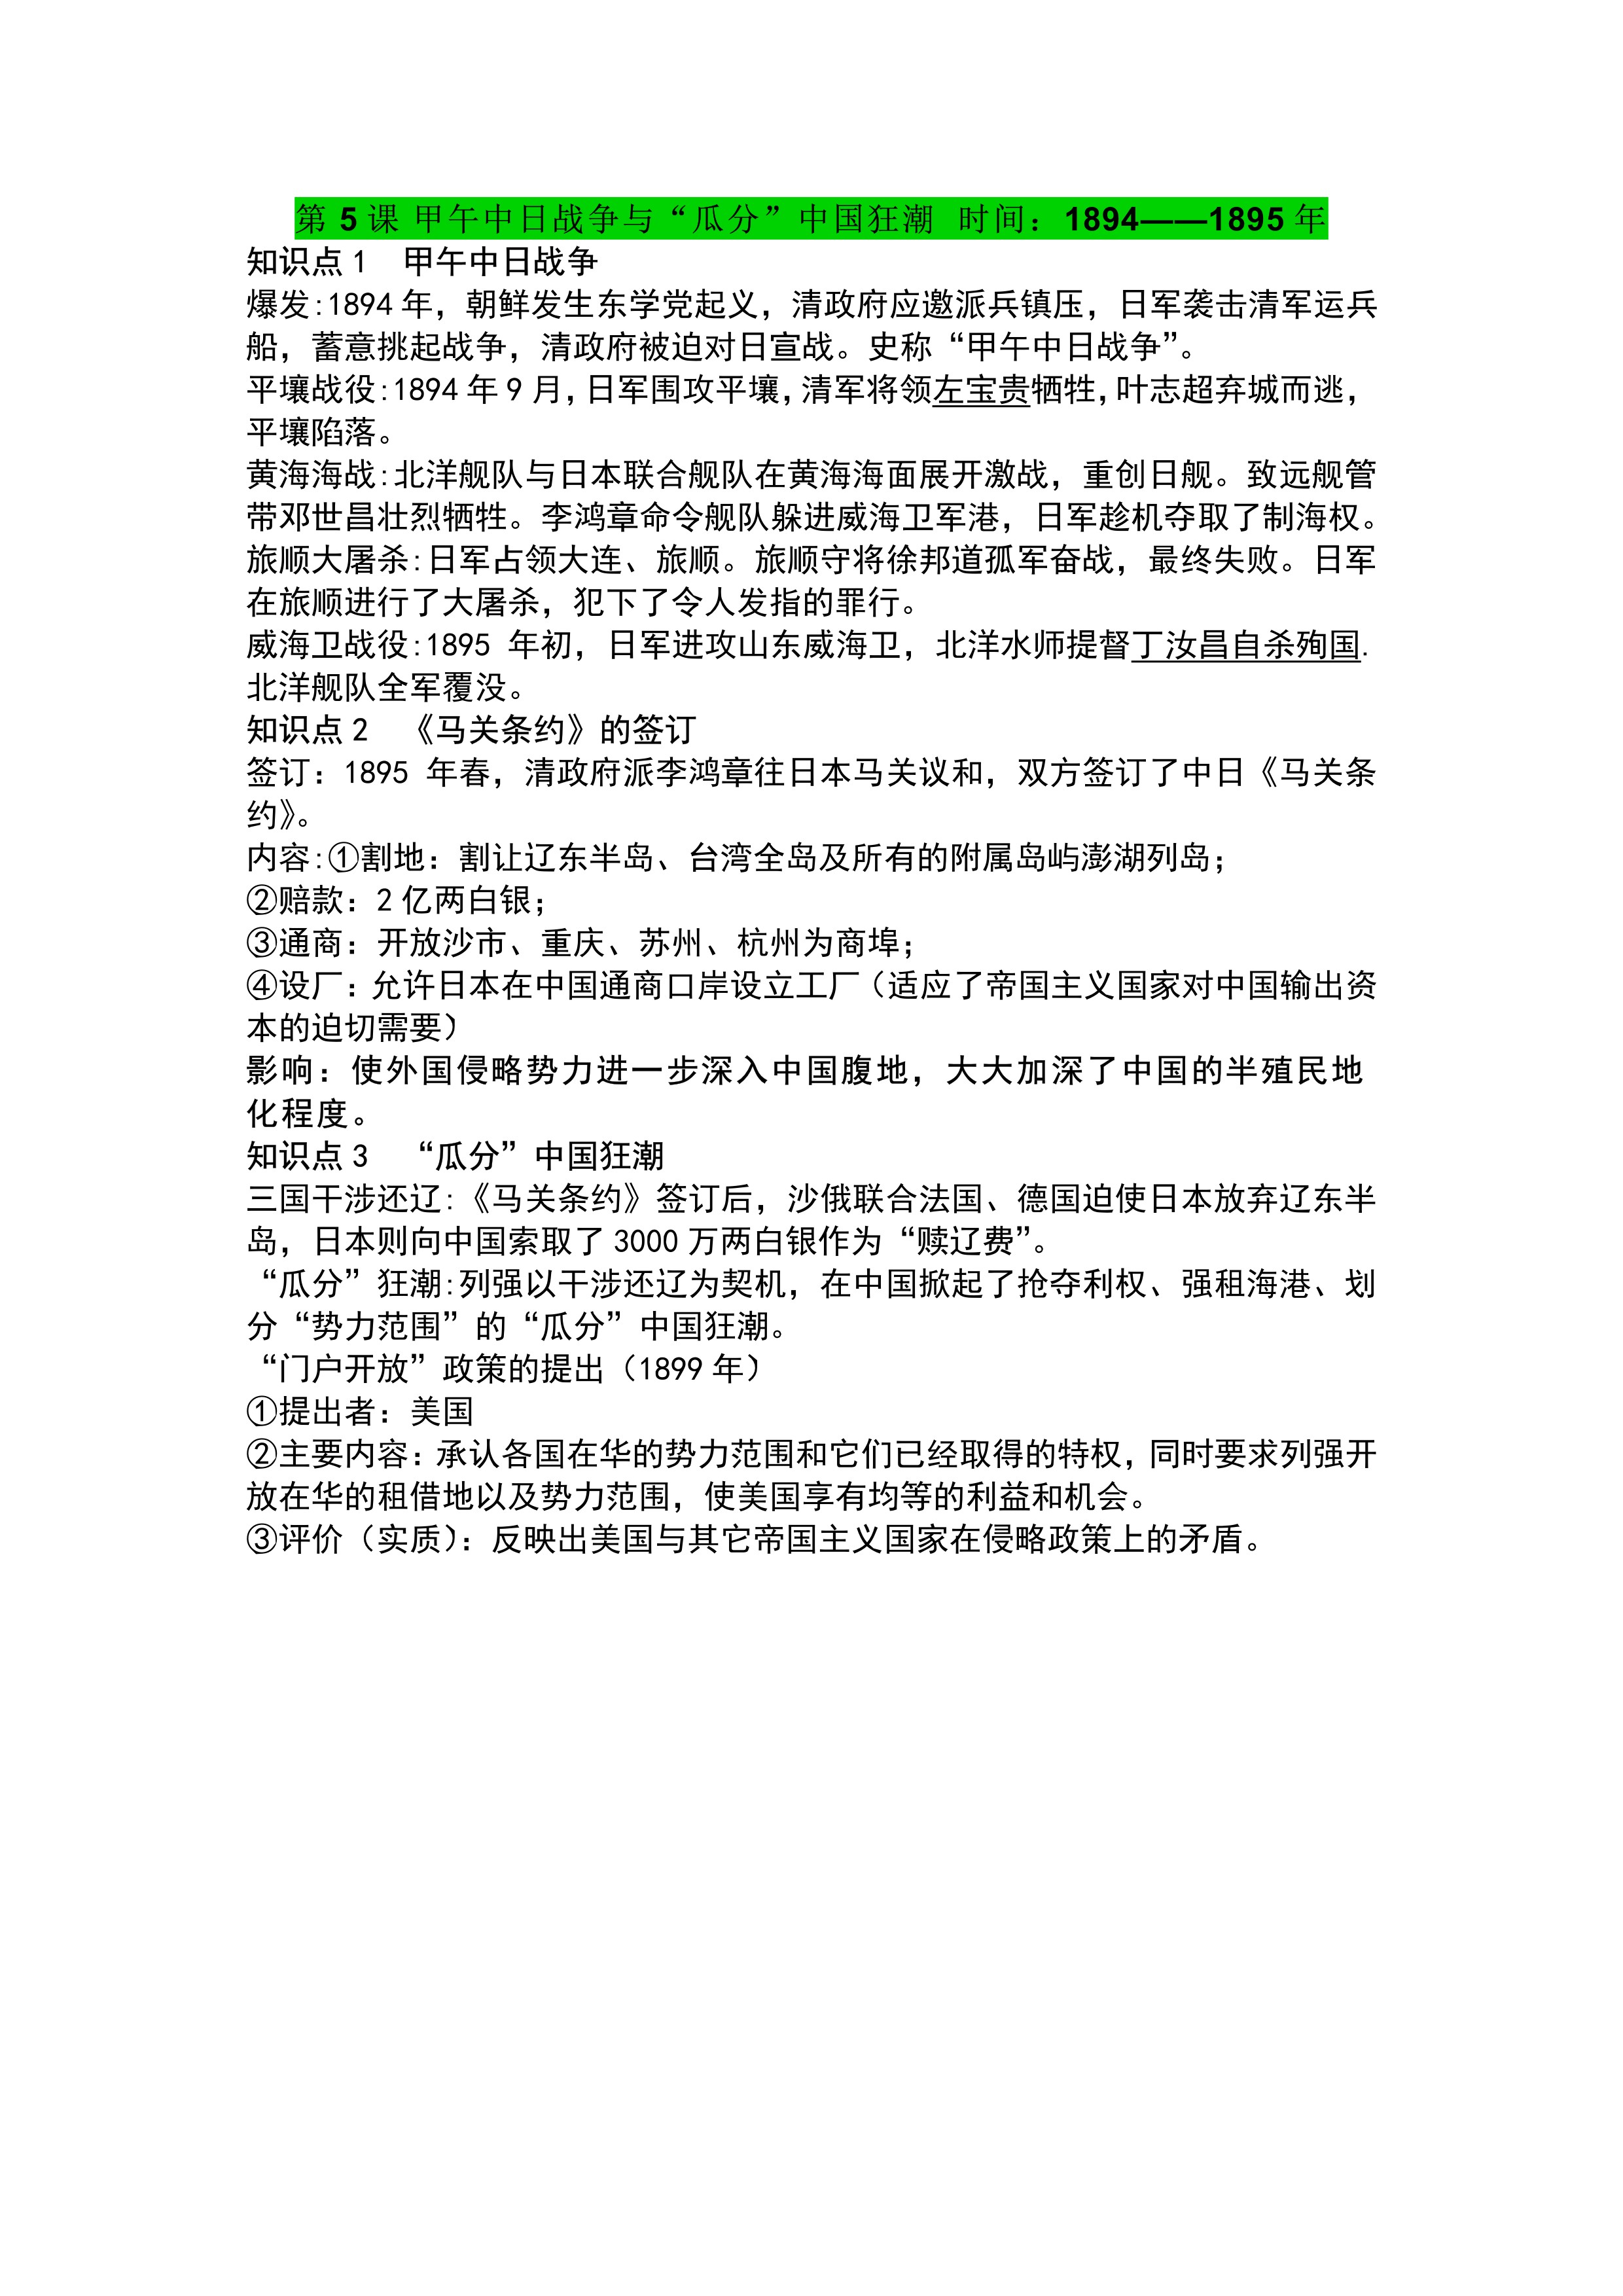 第 5 课 甲午中日战争与“瓜分”中国狂潮 时间：1894——1895 年
知识点 1 甲午中日战争
爆发:1894 年，朝鲜发生东学党起义，清政府应邀派兵镇压，日军袭击清军运兵
船，蓄意挑起战争，清政府被迫对日宣战。史称“甲午中日战争”。
平壤战役:1894 年 9 月，日军围攻平壤，清军将领左宝贵牺牲，叶志超弃城而逃，
平壤陷落。
黄海海战:北洋舰队与日本联合舰队在黄海海面展开激战，重创日舰。致远舰管
带邓世昌壮烈牺牲。李鸿章命令舰队躲进威海卫军港，日军趁机夺取了制海权。
旅顺大屠杀:日军占领大连、旅顺。旅顺守将徐邦道孤军奋战，最终失败。日军
在旅顺进行了大屠杀，犯下了令人发指的罪行。
威海卫战役:1895 年初，日军进攻山东威海卫，北洋水师提督丁汝昌自杀殉国.
北洋舰队全军覆没。
知识点 2 《马关条约》的签订
签订：1895 年春，清政府派李鸿章往日本马关议和，双方签订了中日《马关条
约》。
内容:①割地：割让辽东半岛、台湾全岛及所有的附属岛屿澎湖列岛；
②赔款：2 亿两白银；
③通商：开放沙市、重庆、苏州、杭州为商埠；
④设厂：允许日本在中国通商口岸设立工厂（适应了帝国主义国家对中国输出资
本的迫切需要）
影响：使外国侵略势力进一步深入中国腹地，大大加深了中国的半殖民地
化程度。
知识点 3 “瓜分”中国狂潮
三国干涉还辽:《马关条约》签订后，沙俄联合法国、德国迫使日本放弃辽东半
岛，日本则向中国索取了 3000 万两白银作为“赎辽费”。
“瓜分”狂潮:列强以干涉还辽为契机，在中国掀起了抢夺利权、强租海港、划
分“势力范围”的“瓜分”中国狂潮。
“门户开放”政策的提出（1899 年）
①提出者：美国
②主要内容：承认各国在华的势力范围和它们已经取得的特权，同时要求列强开
放在华的租借地以及势力范围，使美国享有均等的利益和机会。
③评价（实质）：反映出美国与其它帝国主义国家在侵略政策上的矛盾。